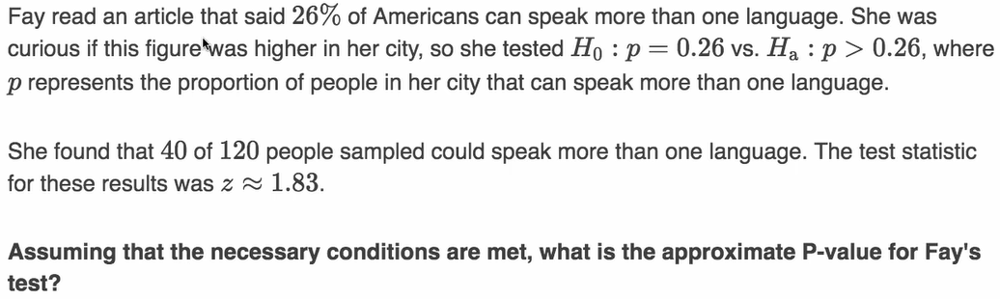 Fay read an article that said 26% of Americans can speak more than one language. She was
curious if this figure was higher in her city, so she tested H₀ : p = 0.26 vs. Hₐ : p > 0.26, where
p represents the proportion of people in her city that can speak more than one language.
She found that 40 of 120 people sampled could speak more than one language. The test statistic
for these results was z ≈ 1.83.
Assuming that the necessary conditions are met, what is the approximate P-value for Fay's
test?